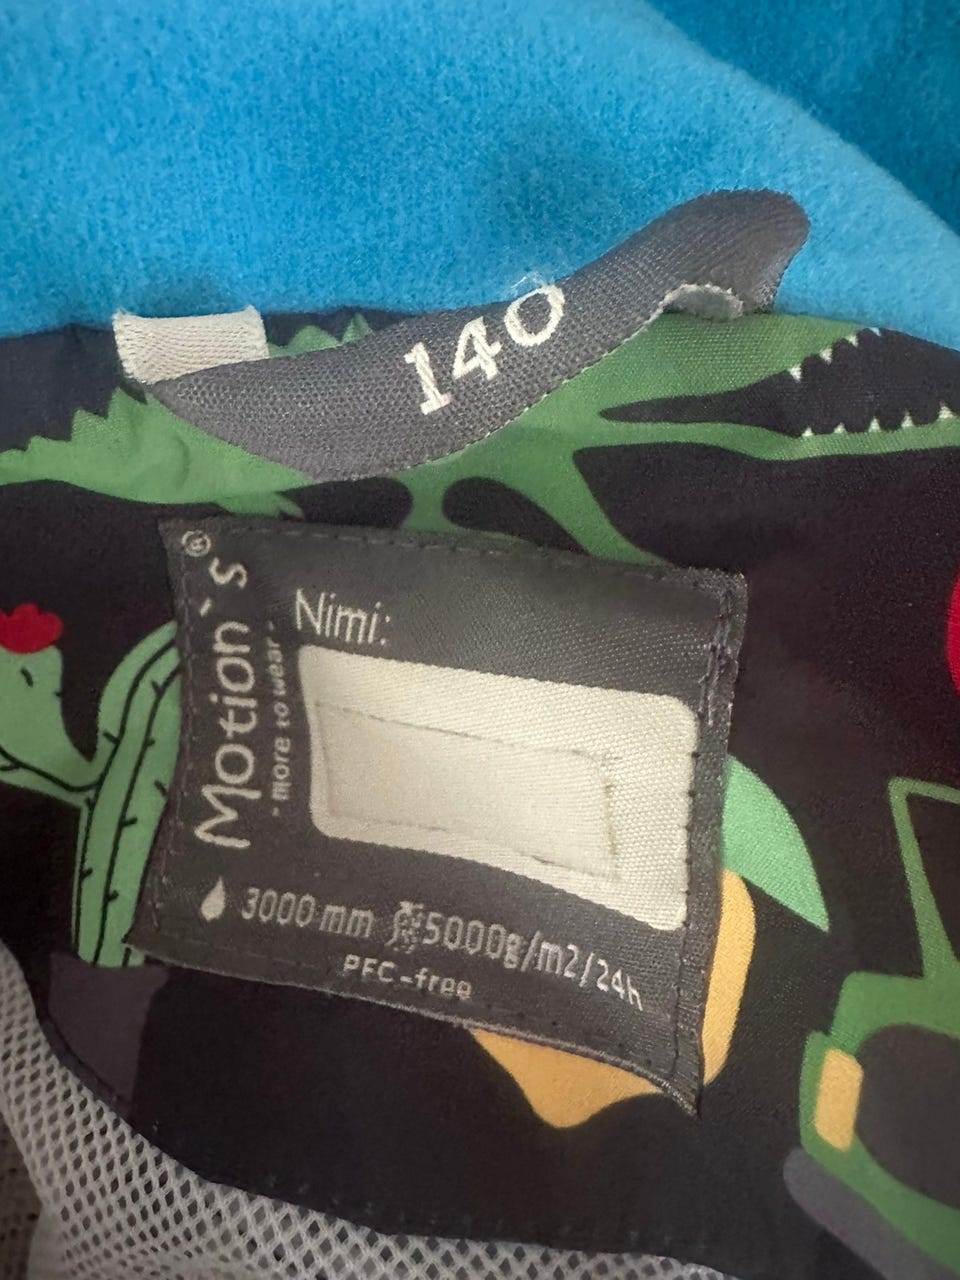 140
Motion`s®
- more to wear -
Nimi:
3000 mm 5000g/m2/24h
PFC-free